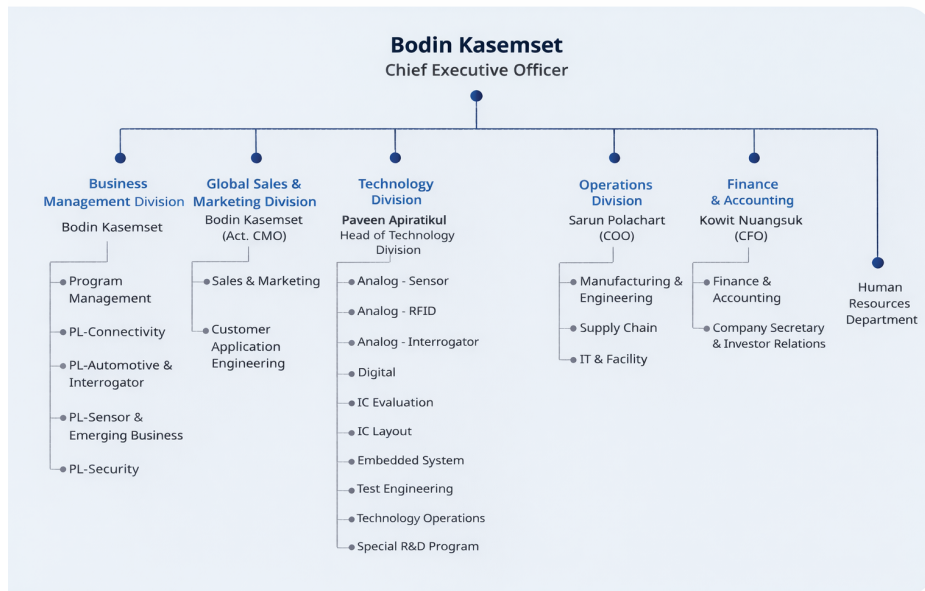 Bodin Kasemset
Chief Executive Officer
Business
Management Division
Bodin Kasemset
Program
Management
PL-Connectivity
PL-Automotive &
Interrogator
PL-Sensor &
Emerging Business
PL-Security
Global Sales &
Marketing Division
Bodin Kasemset
(Act. CMO)
Sales & Marketing
Customer
Application
Engineering
Technology
Division
Paveen Apiratikul
Head of Technology
Division
Analog - Sensor
Analog - RFID
Analog - Interrogator
Digital
IC Evaluation
IC Layout
Embedded System
Test Engineering
Technology Operations
Special R&D Program
Operations
Division
Sarun Polachart
(COO)
Manufacturing &
Engineering
Supply Chain
IT & Facility
Finance
& Accounting
Kowit Nuangsuk
(CFO)
Finance &
Accounting
Company Secretary
& Investor Relations
Human
Resources
Department